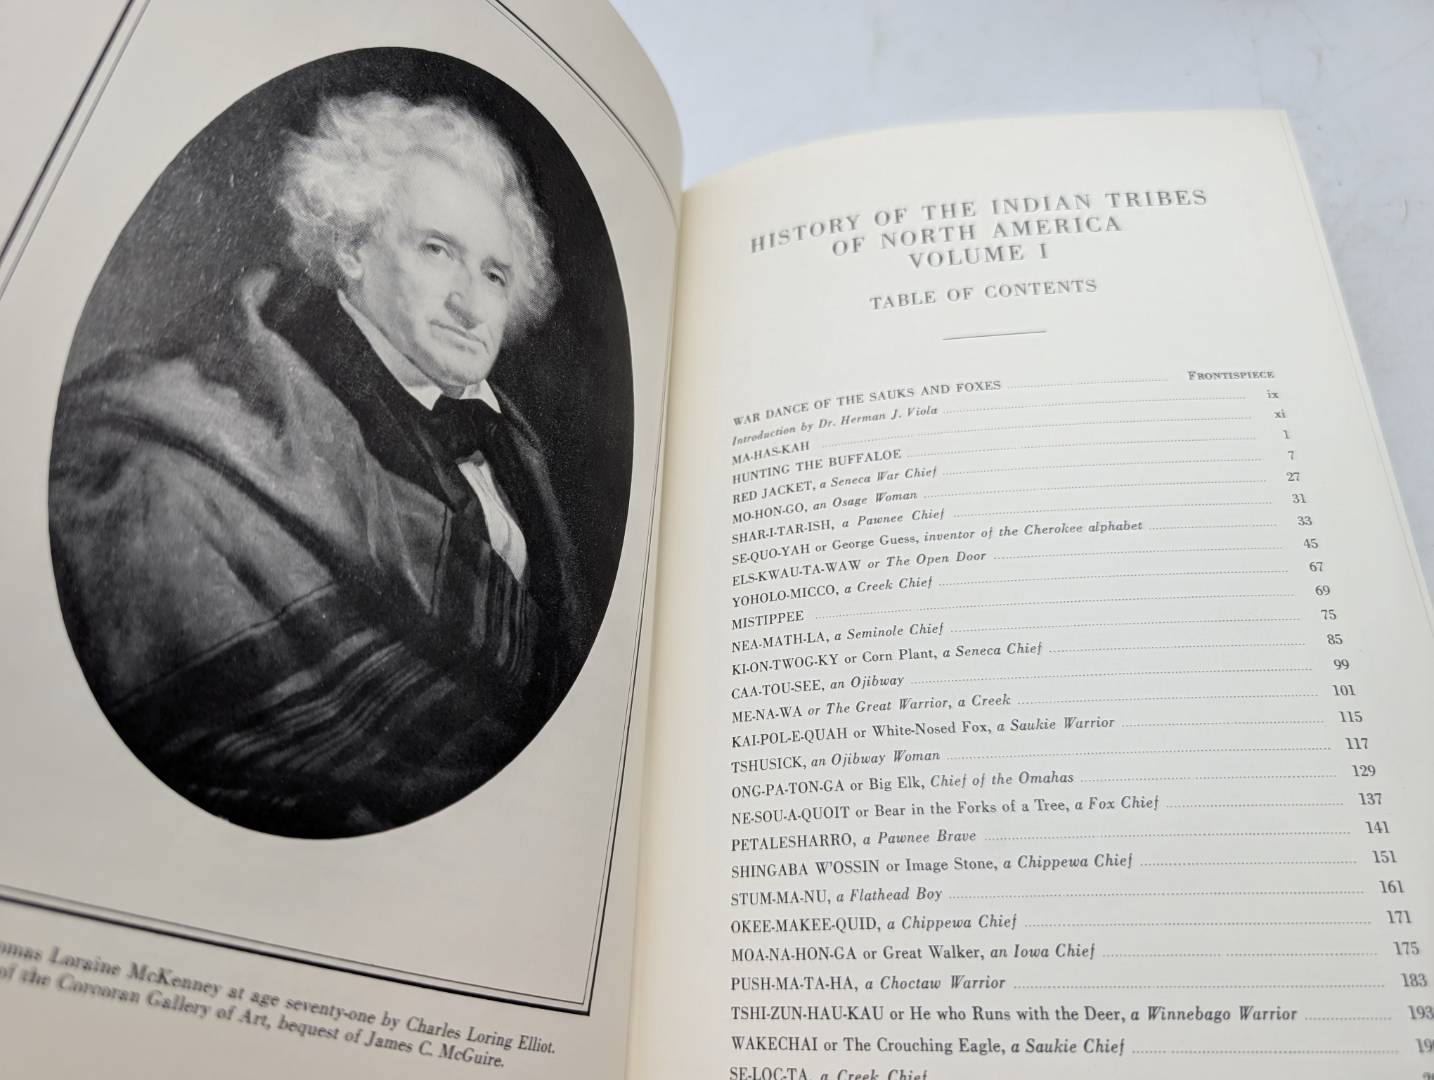 omas Loraine McKenney at age seventy-one by Charles Loring Elliot.
of the Corcoran Gallery of Art, bequest of James C. McGuire.
HISTORY OF THE INDIAN TRIBES
OF NORTH AMERICA
VOLUME I
TABLE OF CONTENTS
WAR DANCE OF THE SAUKS AND FOXES FRONTISPIECE
Introduction by Dr. Herman J. Viola ix
MA-HAS-KAH xi
HUNTING THE BUFFALOE 1
RED JACKET, a Seneca War Chief 7
MO-HON-GO, an Osage Woman 27
SHAR-I-TAR-ISH, a Pawnee Chief 31
SE-QUO-YAH or George Guess, inventor of the Cherokee alphabet 33
ELS-KWAU-TA-WAW or The Open Door 45
YOHOLO-MICCO, a Creek Chief 67
MISTIPPEE 69
NEA-MATH-LA, a Seminole Chief 75
KI-ON-TWOG-KY or Corn Plant, a Seneca Chief 85
CAA-TOU-SEE, an Ojibway 99
ME-NA-WA or The Great Warrior, a Creek 101
KAI-POL-E-QUAH or White-Nosed Fox, a Saukie Warrior 115
TSHUSICK, an Ojibway Woman 117
ONG-PA-TON-GA or Big Elk, Chief of the Omahas 129
NE-SOU-A-QUOIT or Bear in the Forks of a Tree, a Fox Chief 137
PETALESHARRO, a Pawnee Brave 141
SHINGABA W'OSSIN or Image Stone, a Chippewa Chief 151
STUM-MA-NU, a Flathead Boy 161
OKEE-MAKEE-QUID, a Chippewa Chief 171
MOA-NA-HON-GA or Great Walker, an Iowa Chief 175
PUSH-MA-TA-HA, a Choctaw Warrior 183
TSHI-ZUN-HAU-KAU or He who Runs with the Deer, a Winnebago Warrior 193
WAKECHAI or The Crouching Eagle, a Saukie Chief
SE-LOC-TA, a Creek Chief